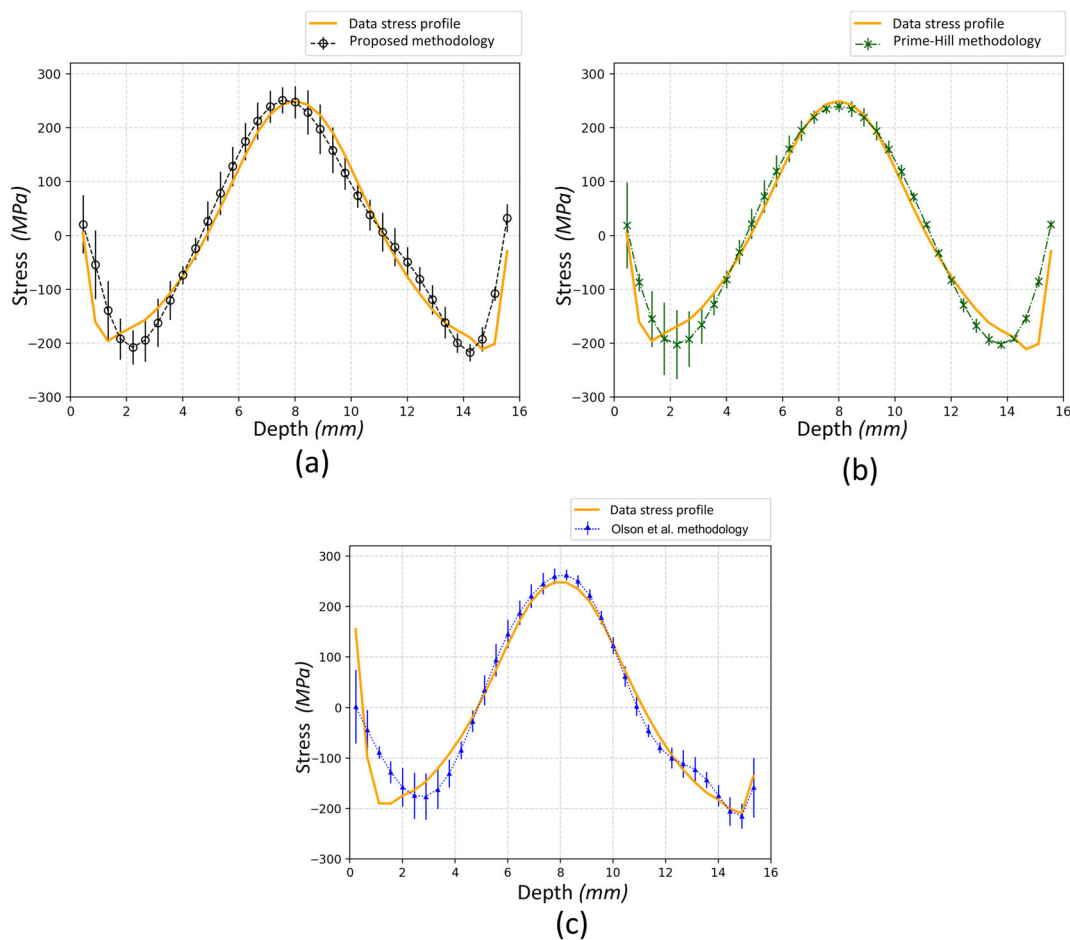 Data stress profile
Proposed methodology
300
200
100
0
−100
−200
−300
Stress (MPa)
0 2 4 6 8 10 12 14 16
Depth (mm)
(a)
Data stress profile
Prime-Hill methodology
300
200
100
0
−100
−200
−300
Stress (MPa)
0 2 4 6 8 10 12 14 16
Depth (mm)
(b)
Data stress profile
Olson et al. methodology
300
200
100
0
−100
−200
−300
Stress (MPa)
0 2 4 6 8 10 12 14 16
Depth (mm)
(c)